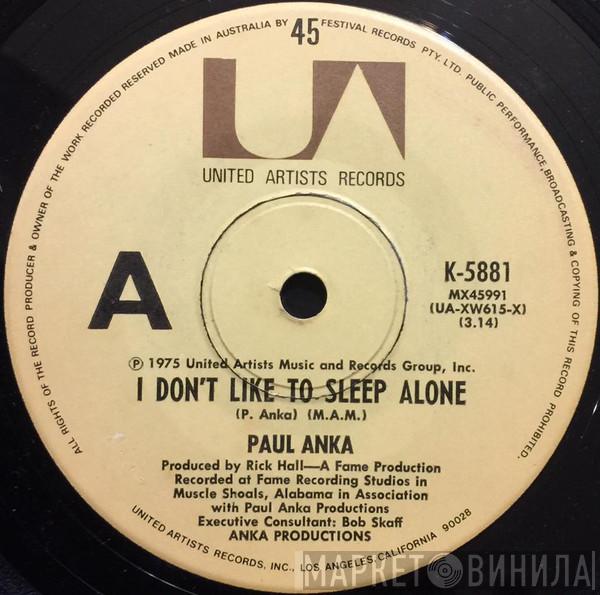 ALL RIGHTS OF THE RECORD PRODUCER & OWNER OF THE WORK RECORDED RESERVED MADE IN AUSTRALIA BY FESTIVAL RECORDS PTY. LTD. PUBLIC PERFORMANCE, BROADCASTING & COPYING OF THIS RECORD PROHIBITED.
45
UA
UNITED ARTISTS RECORDS
A
K-5881
MX45991
(UA-XW615-X)
(3.14)
Ⓟ 1975 United Artists Music and Records Group, Inc.
I DON'T LIKE TO SLEEP ALONE
(P. Anka) (M.A.M.)
PAUL ANKA
Produced by Rick Hall—A Fame Production
Recorded at Fame Recording Studios in
Muscle Shoals, Alabama in Association
with Paul Anka Productions
Executive Consultant: Bob Skaff
ANKA PRODUCTIONS
UNITED ARTISTS RECORDS, INC., LOS ANGELES, CALIFORNIA 90028
МАРКЕТ ВИНИЛА